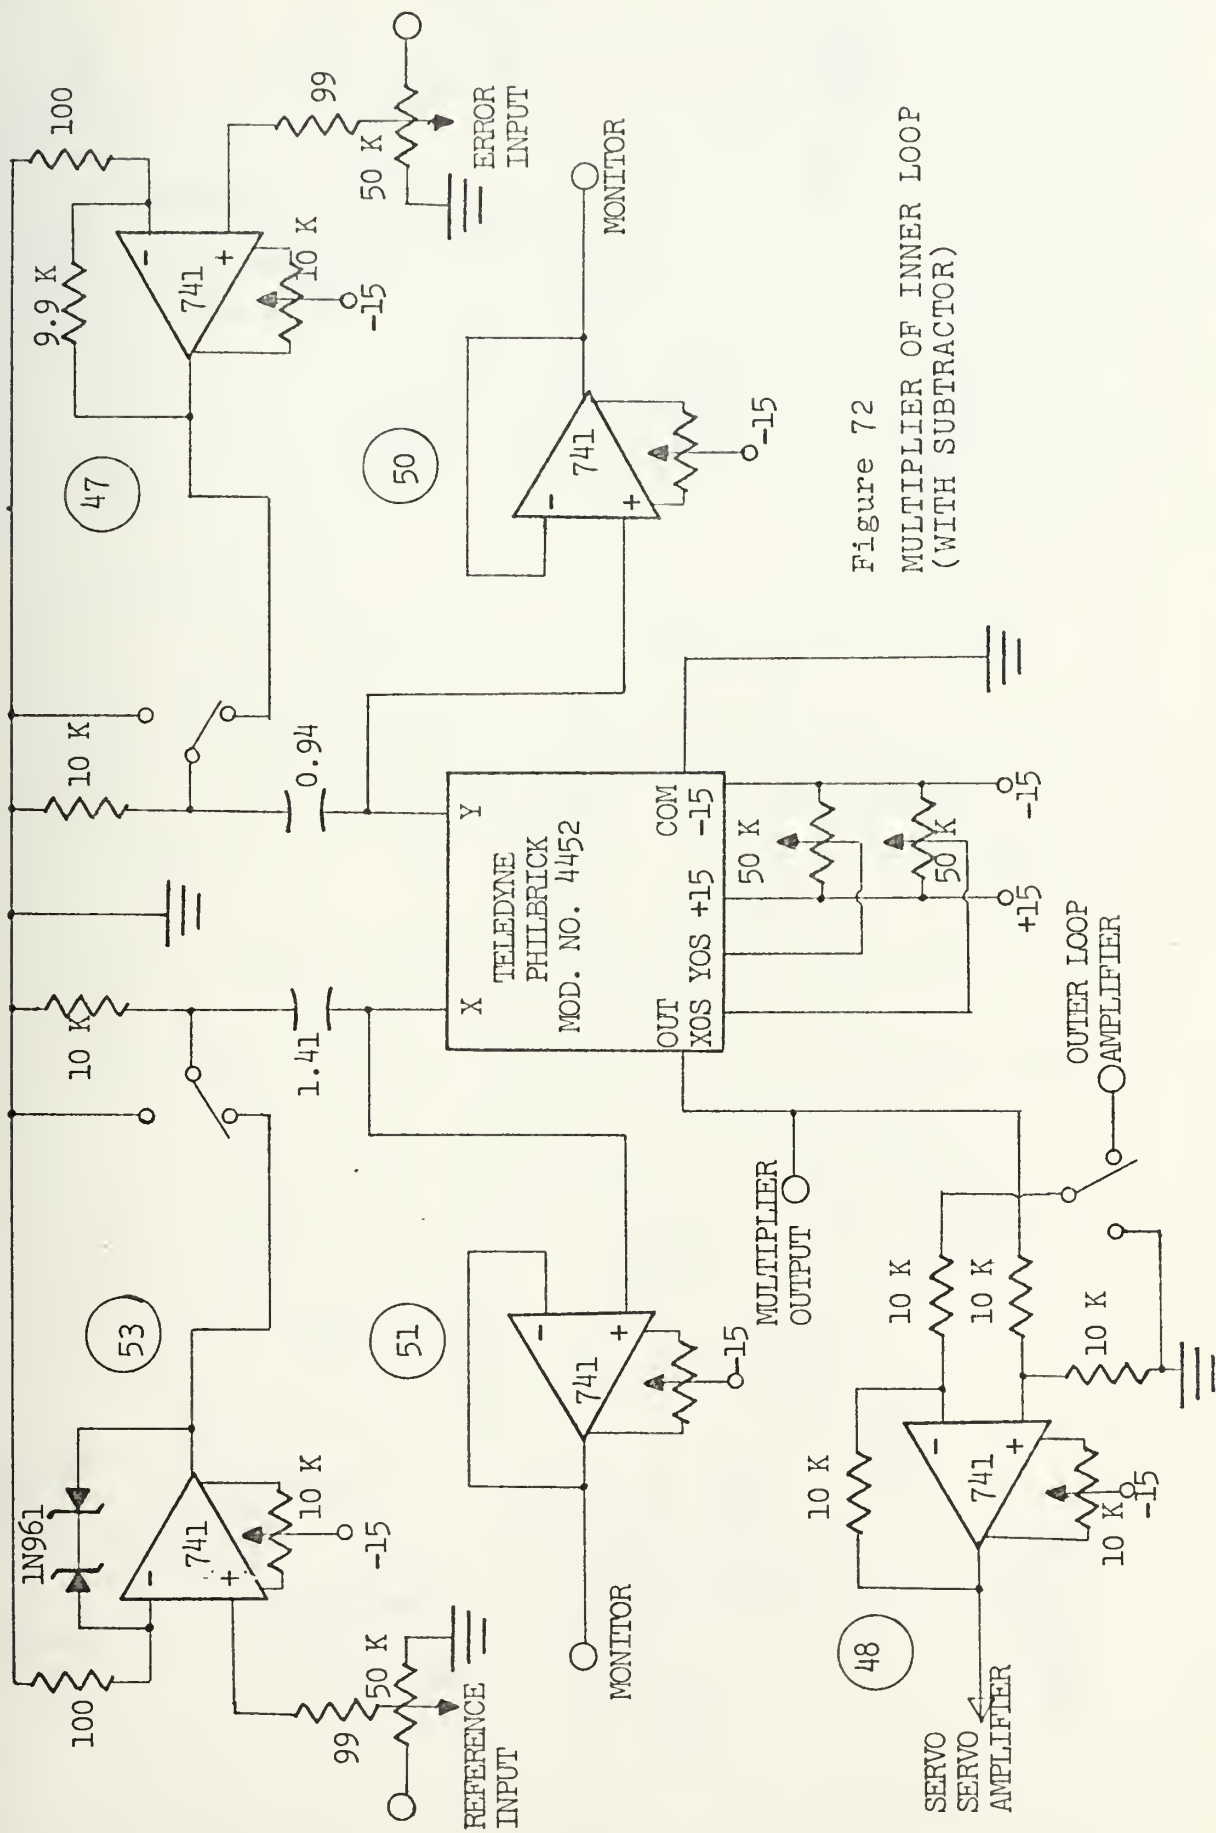 100
1N961
53
10 K
10 K
47
9.9 K
100
741
-
+
10 K
-15
99
50 K
REFERENCE
INPUT
1.41
0.94
741
-
+
10 K
-15
99
50 K
ERROR
INPUT
51
741
-
+
-15
MONITOR
X
Y
TELEDYNE
PHILBRICK
MOD. NO. 4452
OUT
COM
XOS YOS +15 -15
50 K
50 K
+15
-15
50
741
-
+
-15
MONITOR
MULTIPLIER
OUTPUT
48
10 K
10 K
10 K
10 K
741
-
+
10 K
-15
SERVO
SERVO
AMPLIFIER
OUTER LOOP
AMPLIFIER
Figure 72
MULTIPLIER OF INNER LOOP
(WITH SUBTRACTOR)